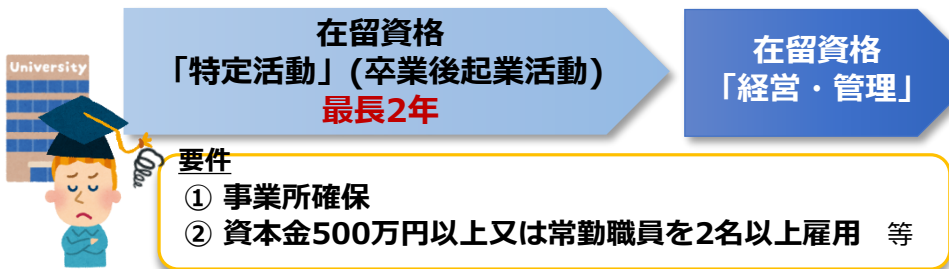 University
在留資格
「特定活動」(卒業後起業活動)
最長2年
在留資格
「経営・管理」
要件
① 事業所確保
② 資本金500万円以上又は常勤職員を2名以上雇用　等